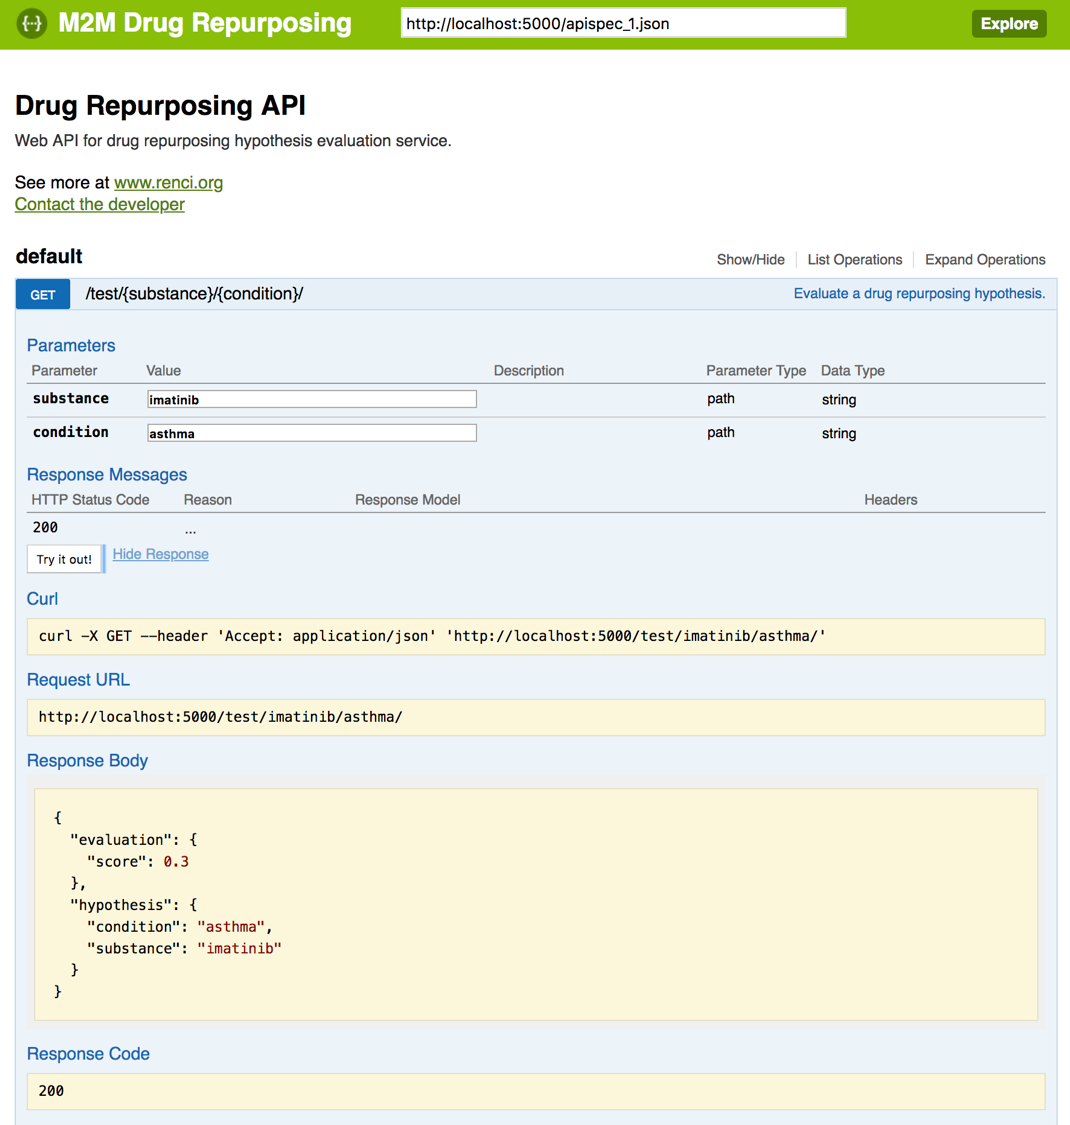 {···} M2M Drug Repurposing http://localhost:5000/apispec_1.json Explore
Drug Repurposing API
Web API for drug repurposing hypothesis evaluation service.
See more at www.renci.org
Contact the developer
default Show/Hide List Operations Expand Operations
GET /test/{substance}/{condition}/ Evaluate a drug repurposing hypothesis.
Parameters
Parameter Value Description Parameter Type Data Type
substance imatinib path string
condition asthma path string
Response Messages
HTTP Status Code Reason Response Model Headers
200 ...
Try it out! Hide Response
Curl
curl -X GET --header 'Accept: application/json' 'http://localhost:5000/test/imatinib/asthma/'
Request URL
http://localhost:5000/test/imatinib/asthma/
Response Body
{
"evaluation": {
"score": 0.3
},
"hypothesis": {
"condition": "asthma",
"substance": "imatinib"
}
}
Response Code
200